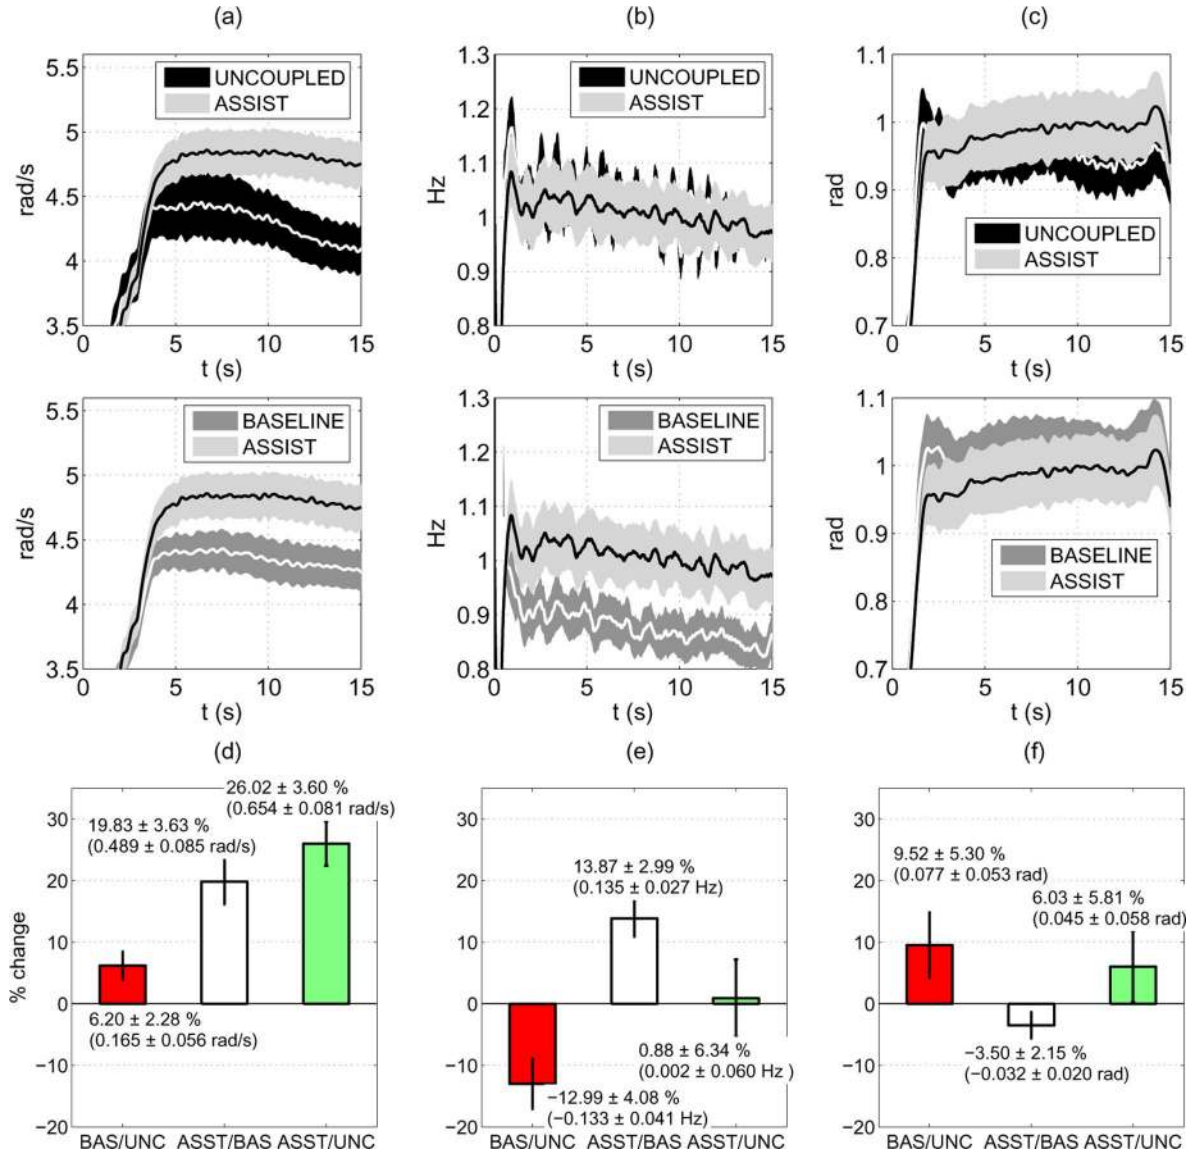 (a)
5.5
5
4.5
4
3.5
rad/s
UNCOUPLED
ASSIST
0
5
10
15
t (s)
(b)
1.3
1.2
1.1
1
0.9
0.8
Hz
UNCOUPLED
ASSIST
0
5
10
15
t (s)
(c)
1.1
1
0.9
0.8
0.7
rad
UNCOUPLED
ASSIST
0
5
10
15
t (s)
5.5
5
4.5
4
3.5
rad/s
BASELINE
ASSIST
0
5
10
15
t (s)
1.3
1.2
1.1
1
0.9
0.8
Hz
BASELINE
ASSIST
0
5
10
15
t (s)
1.1
1
0.9
0.8
0.7
rad
BASELINE
ASSIST
0
5
10
15
t (s)
(d)
% change
30
20
10
0
−10
−20
26.02 ± 3.60 %
(0.654 ± 0.081 rad/s)
19.83 ± 3.63 %
(0.489 ± 0.085 rad/s)
6.20 ± 2.28 %
(0.165 ± 0.056 rad/s)
BAS/UNC ASST/BAS ASST/UNC
(e)
30
20
10
0
−10
−20
13.87 ± 2.99 %
(0.135 ± 0.027 Hz)
0.88 ± 6.34 %
(0.002 ± 0.060 Hz )
−12.99 ± 4.08 %
(−0.133 ± 0.041 Hz)
BAS/UNC ASST/BAS ASST/UNC
(f)
30
20
10
0
−10
−20
9.52 ± 5.30 %
(0.077 ± 0.053 rad)
6.03 ± 5.81 %
(0.045 ± 0.058 rad)
−3.50 ± 2.15 %
(−0.032 ± 0.020 rad)
BAS/UNC ASST/BAS ASST/UNC